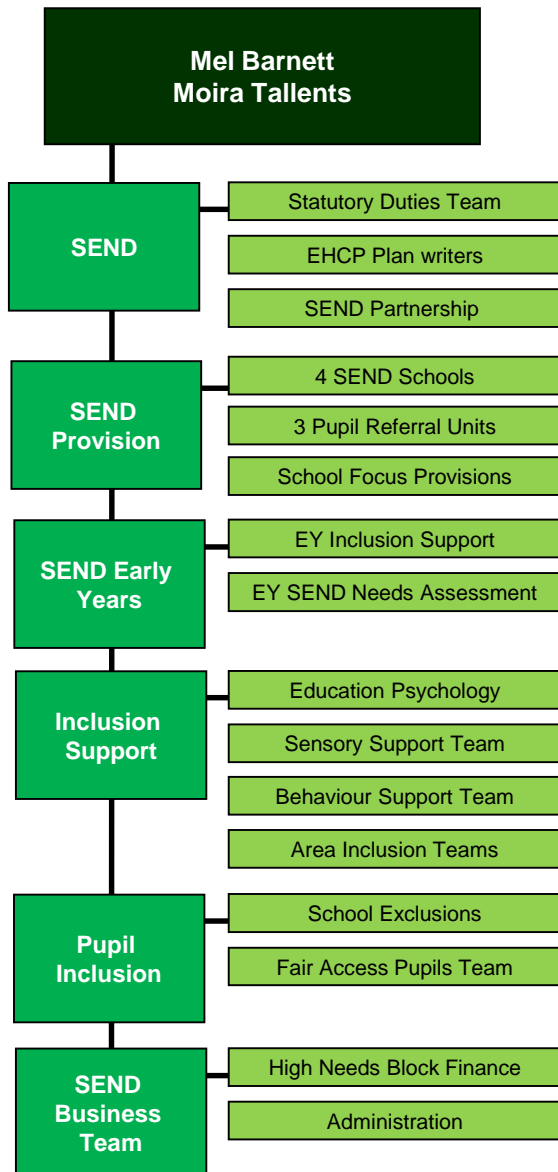 Mel Barnett
Moira Tallents
SEND
Statutory Duties Team
EHCP Plan writers
SEND Partnership
SEND
Provision
4 SEND Schools
3 Pupil Referral Units
School Focus Provisions
SEND Early
Years
EY Inclusion Support
EY SEND Needs Assessment
Inclusion
Support
Education Psychology
Sensory Support Team
Behaviour Support Team
Area Inclusion Teams
Pupil
Inclusion
School Exclusions
Fair Access Pupils Team
SEND
Business
Team
High Needs Block Finance
Administration